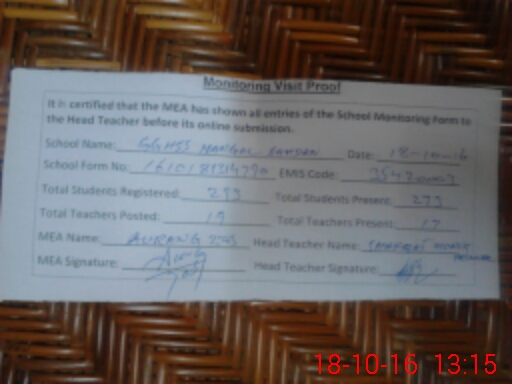 Monitoring Visit Proof
It is certified that the MEA has shown all entries of the School Monitoring Form to
the Head Teacher before its online submission.
School Name: GGHSS MANGAL Date: 18-10-16
School Form No: EMIS Code:
Total Students Registered: Total Students Present: 273
Total Teachers Posted: Total Teachers Present: 17
MEA Name: AURANG Head Teacher Name:
MEA Signature: Head Teacher Signature:
18-10-16 13:15